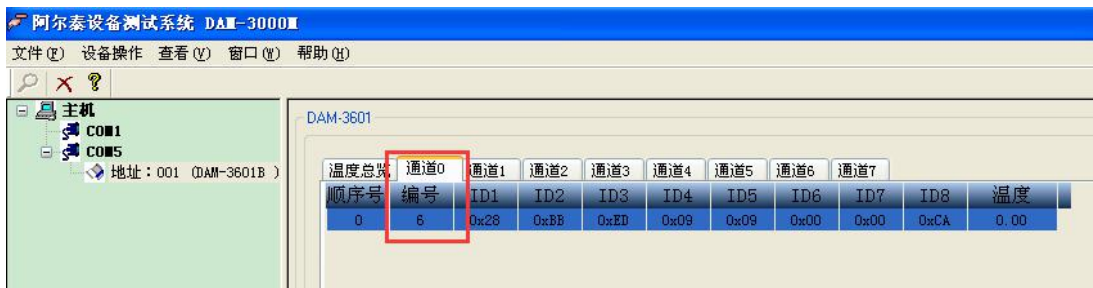 阿尔泰设备测试系统 DAM-3000M
文件(F) 设备操作 查看(V) 窗口(W) 帮助(H)
主机
COM1
COM5
地址：001 (DAM-3601B )
DAM-3601
温度总览 通道0 通道1 通道2 通道3 通道4 通道5 通道6 通道7
顺序号 编号 ID1 ID2 ID3 ID4 ID5 ID6 ID7 ID8 温度
0 6 0x28 0xBB 0xED 0x09 0x09 0x00 0x00 0xCA 0.00